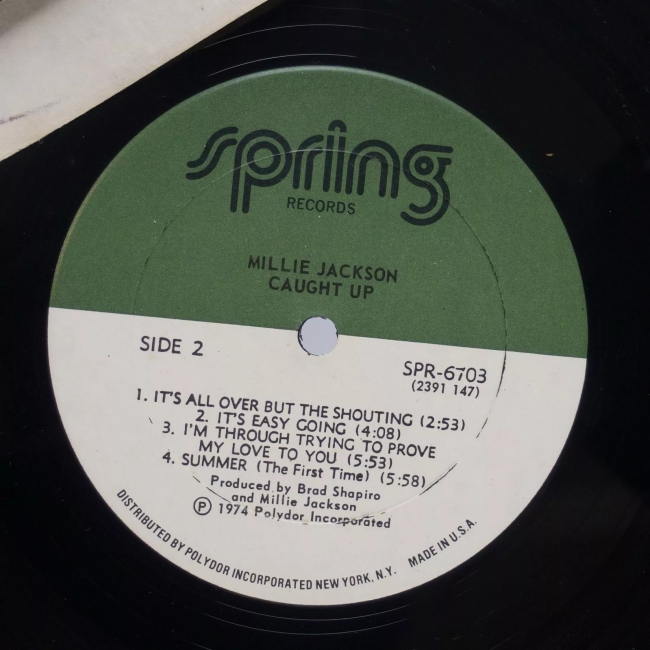 spring
RECORDS
MILLIE JACKSON
CAUGHT UP
SIDE 2
SPR-6703
(2391 147)
1. IT'S ALL OVER BUT THE SHOUTING (2:53)
2. IT'S EASY GOING (4:08)
3. I'M THROUGH TRYING TO PROVE
MY LOVE TO YOU (5:53)
4. SUMMER (The First Time) (5:58)
Produced by Brad Shapiro
and Millie Jackson
Ⓟ 1974 Polydor Incorporated
DISTRIBUTED BY POLYDOR INCORPORATED NEW YORK, N.Y. MADE IN U.S.A.